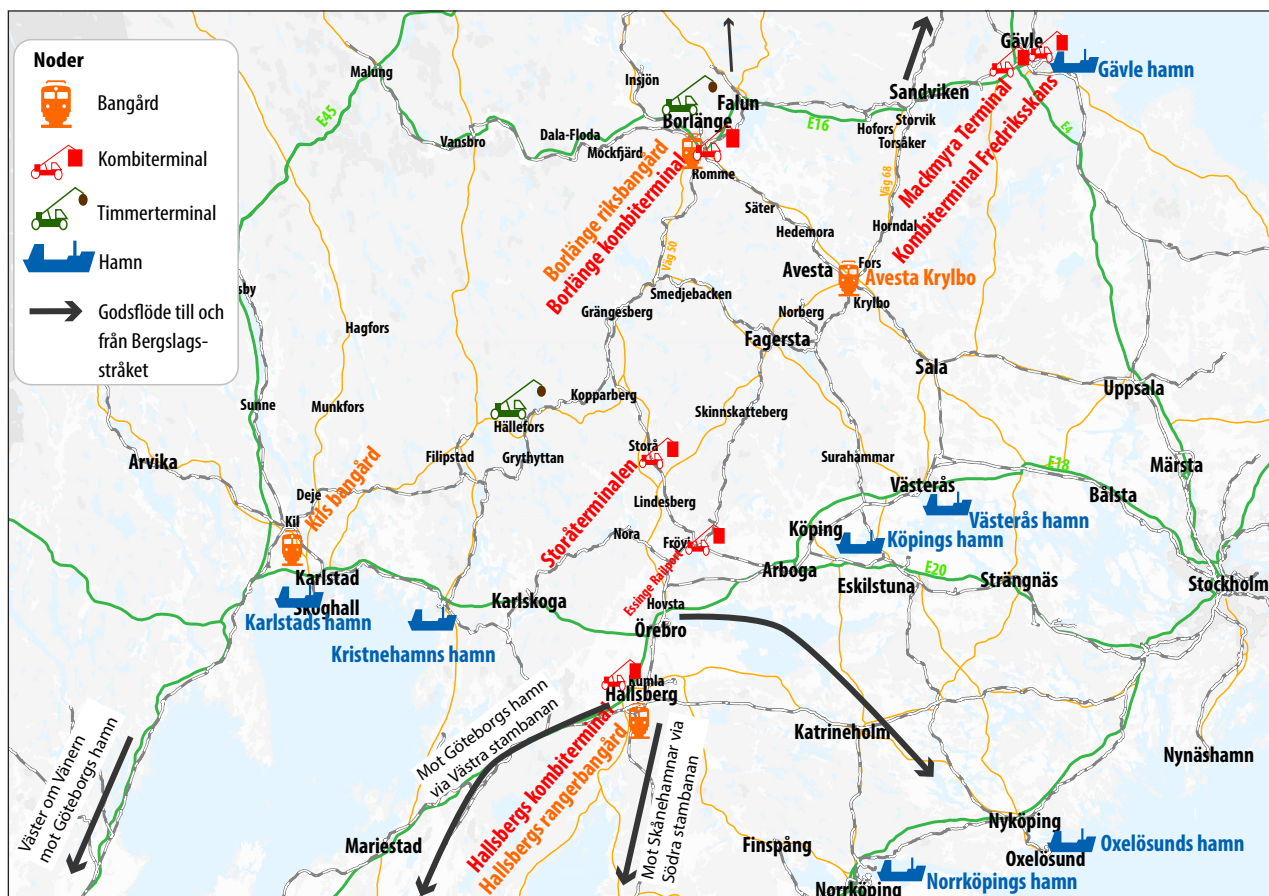 Noder
Bangård
Kombiterminal
Timmerterminal
Hamn
Godsflöde till och
från Bergslags-
stråket
Malung
E45
Vansbro
Dala-Floda
Mockfjärd
Insjön
Falun
Borlänge
Romme
Borlänge riksbangård
Borlänge kombiterminal
E16
Hofors
Storvik
Torsåker
Sandviken
Gävle
Gävle hamn
E4
Mackmyra Terminal
Kombiterminal Fredriksskans
Väg 68
Väg 50
Säter
Hedemora
Horndal
Avesta
Fors
Avesta Krylbo
Krylbo
Norberg
Smedjebacken
Grängesberg
Fagersta
sby
Hagfors
Sunne
Munkfors
Sala
Uppsala
Kopparberg
Hällefors
Grythyttan
Filipstad
Skinnskatteberg
Storå
Storåterminalen
Lindesberg
Surahammar
Arvika
Deje
Kil
Kils bangård
Västerås
Västerås hamn
E18
Bålsta
Märsta
Köping
Köpings hamn
Nora
Frövi
Essinge Railport
Arboga
Eskilstuna
E20
Strängnäs
Stockholm
Karlstad
Skoghall
Karlstads hamn
Kristnehamns hamn
Karlskoga
Hovsta
Örebro
Kumla
Hallsberg
Hallsbergs kombiterminal
Hallsbergs rangerbangård
Mot Göteborgs hamn
via Västra stambanan
Mot Skånehamnar via
Södra stambanan
Väster om Vänern
mot Göteborgs hamn
Mariestad
Katrineholm
Nynäshamn
Finspång
Nyköping
Oxelösund
Oxelösunds hamn
Norrköping
Norrköpings hamn